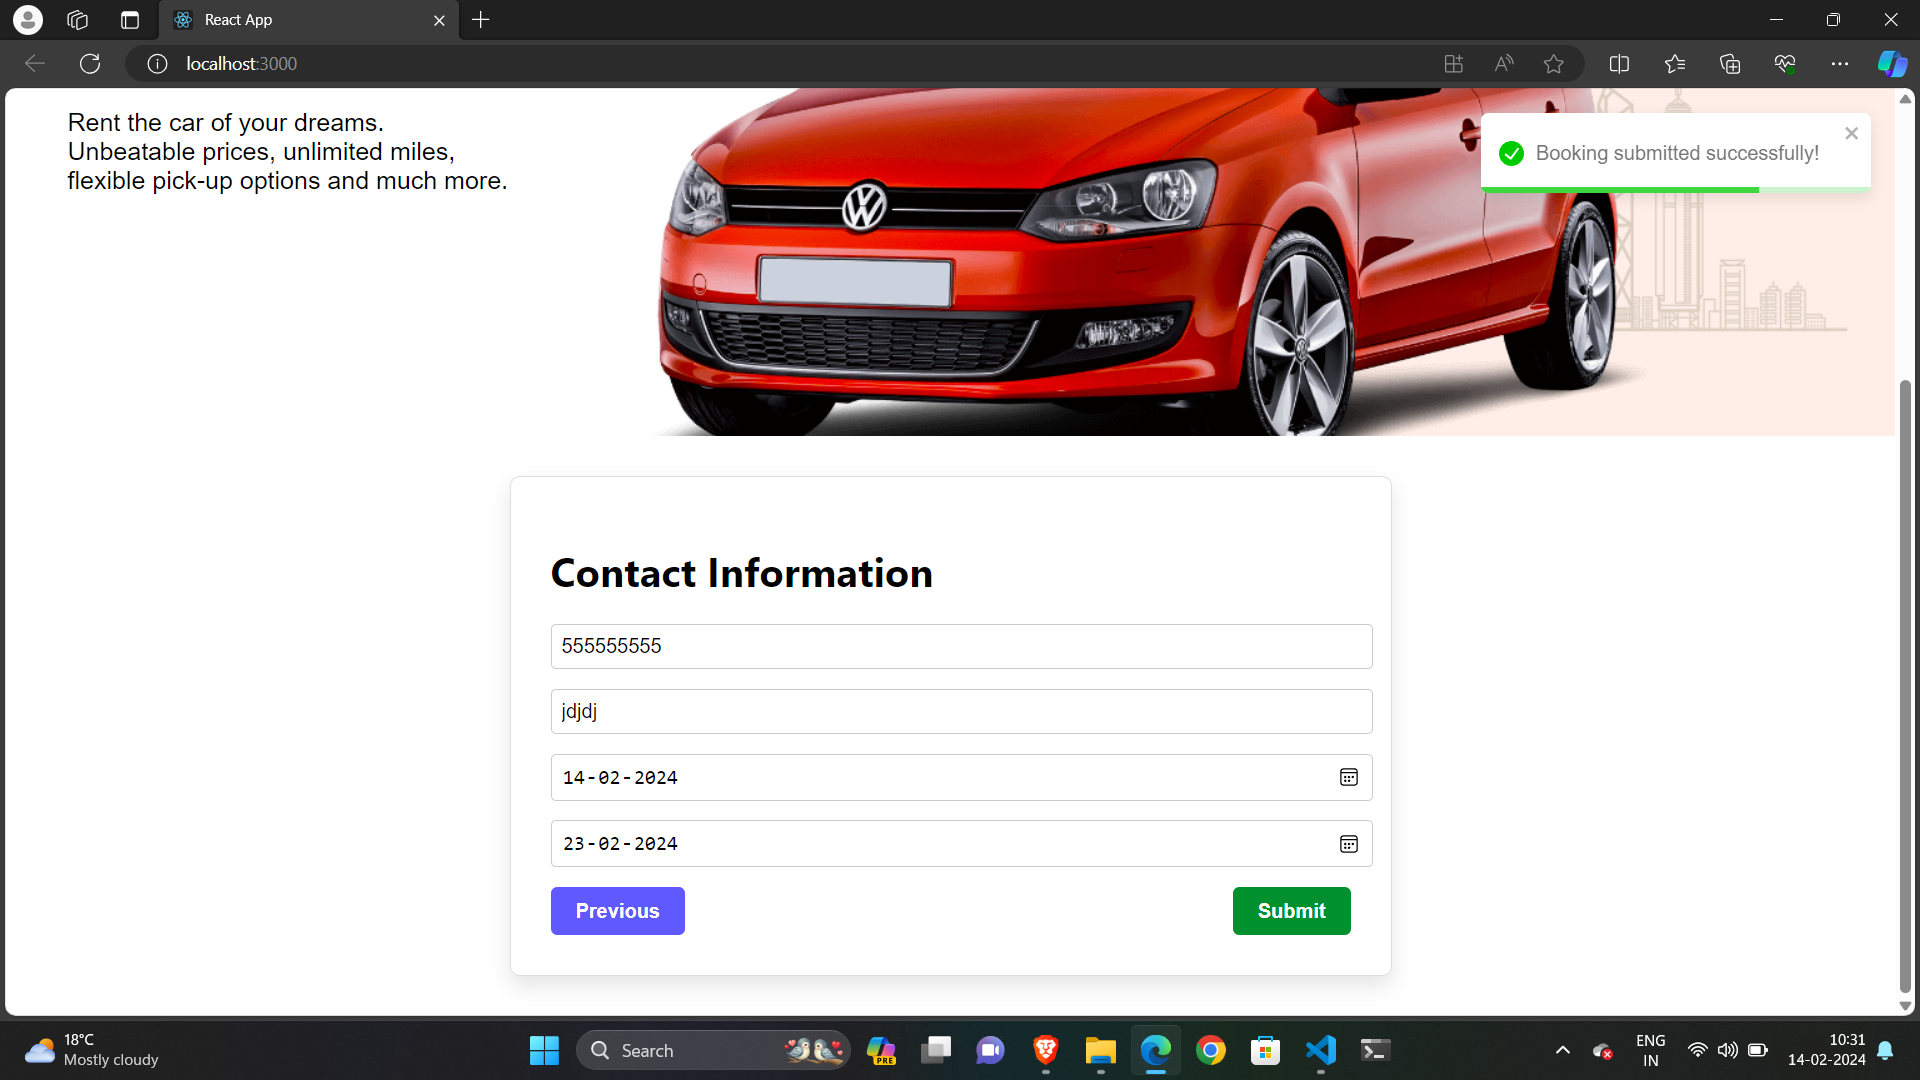 React App
localhost:3000
Rent the car of your dreams.
Unbeatable prices, unlimited miles,
flexible pick-up options and much more.
Booking submitted successfully!
Contact Information
555555555
jdjdj
14-02-2024
23-02-2024
Previous
Submit
18°C
Mostly cloudy
Search
PRE
ENG
IN
10:31
14-02-2024